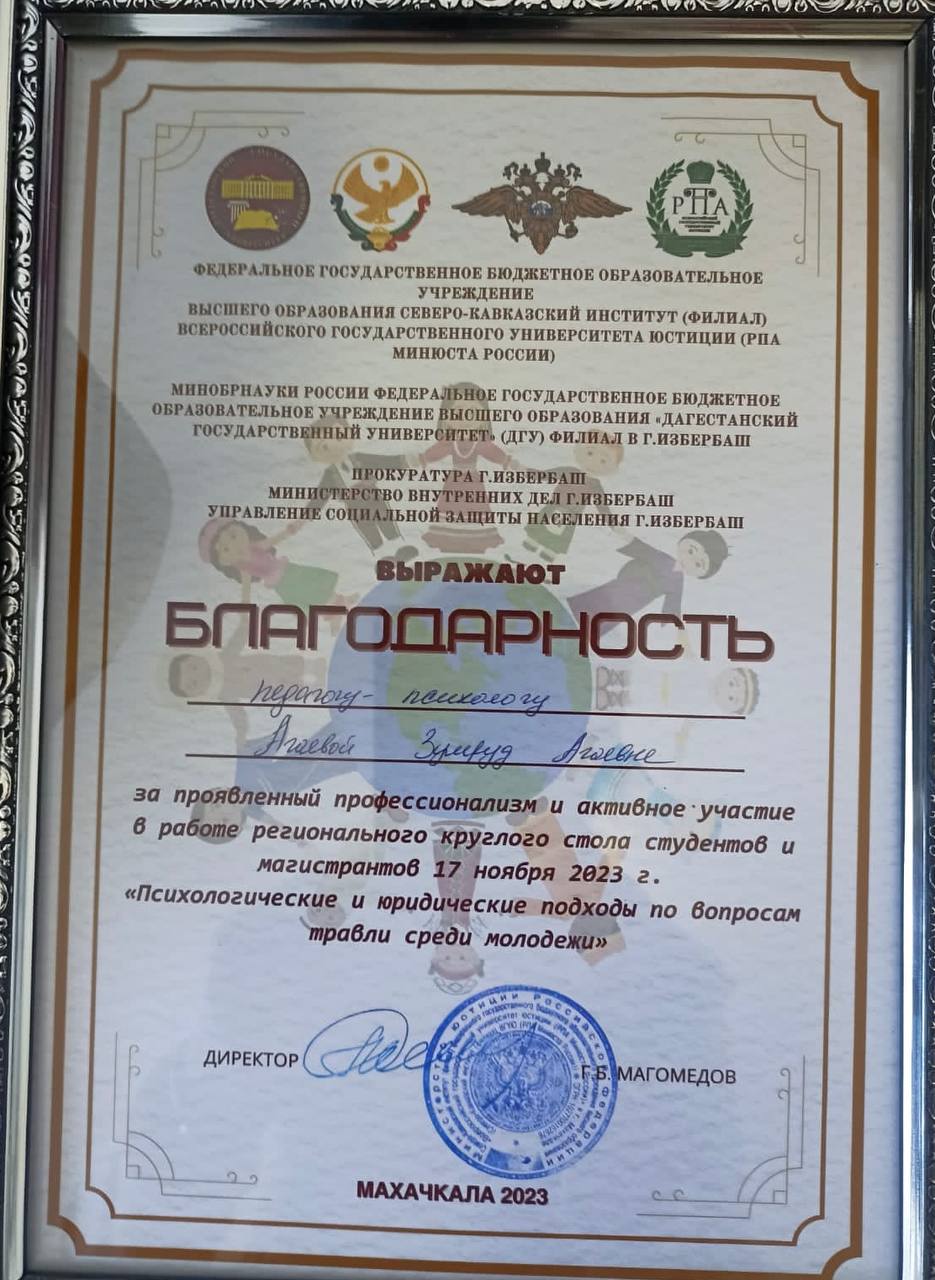 РПА
ФЕДЕРАЛЬНОЕ ГОСУДАРСТВЕННОЕ БЮДЖЕТНОЕ ОБРАЗОВАТЕЛЬНОЕ
УЧРЕЖДЕНИЕ
ВЫСШЕГО ОБРАЗОВАНИЯ СЕВЕРО-КАВКАЗСКИЙ ИНСТИТУТ (ФИЛИАЛ)
ВСЕРОССИЙСКОГО ГОСУДАРСТВЕННОГО УНИВЕРСИТЕТА ЮСТИЦИИ (РПА
МИНЮСТА РОССИИ)
МИНОБРНАУКИ РОССИИ ФЕДЕРАЛЬНОЕ ГОСУДАРСТВЕННОЕ БЮДЖЕТНОЕ
ОБРАЗОВАТЕЛЬНОЕ УЧРЕЖДЕНИЕ ВЫСШЕГО ОБРАЗОВАНИЯ «ДАГЕСТАНСКИЙ
ГОСУДАРСТВЕННЫЙ УНИВЕРСИТЕТ» (ДГУ) ФИЛИАЛ В Г.ИЗБЕРБАШ
ПРОКУРАТУРА Г.ИЗБЕРБАШ
МИНИСТЕРСТВО ВНУТРЕННИХ ДЕЛ Г.ИЗБЕРБАШ
УПРАВЛЕНИЕ СОЦИАЛЬНОЙ ЗАЩИТЫ НАСЕЛЕНИЯ Г.ИЗБЕРБАШ
ВЫРАЖАЮТ
БЛАГОДАРНОСТЬ
педагогу- психологу
Агаевой Зумруд Агаевне
за проявленный профессионализм и активное участие
в работе регионального круглого стола студентов и
магистрантов 17 ноября 2023 г.
«Психологические и юридические подходы по вопросам
травли среди молодежи»
ДИРЕКТОР
Г.Б. МАГОМЕДОВ
МАХАЧКАЛА 2023